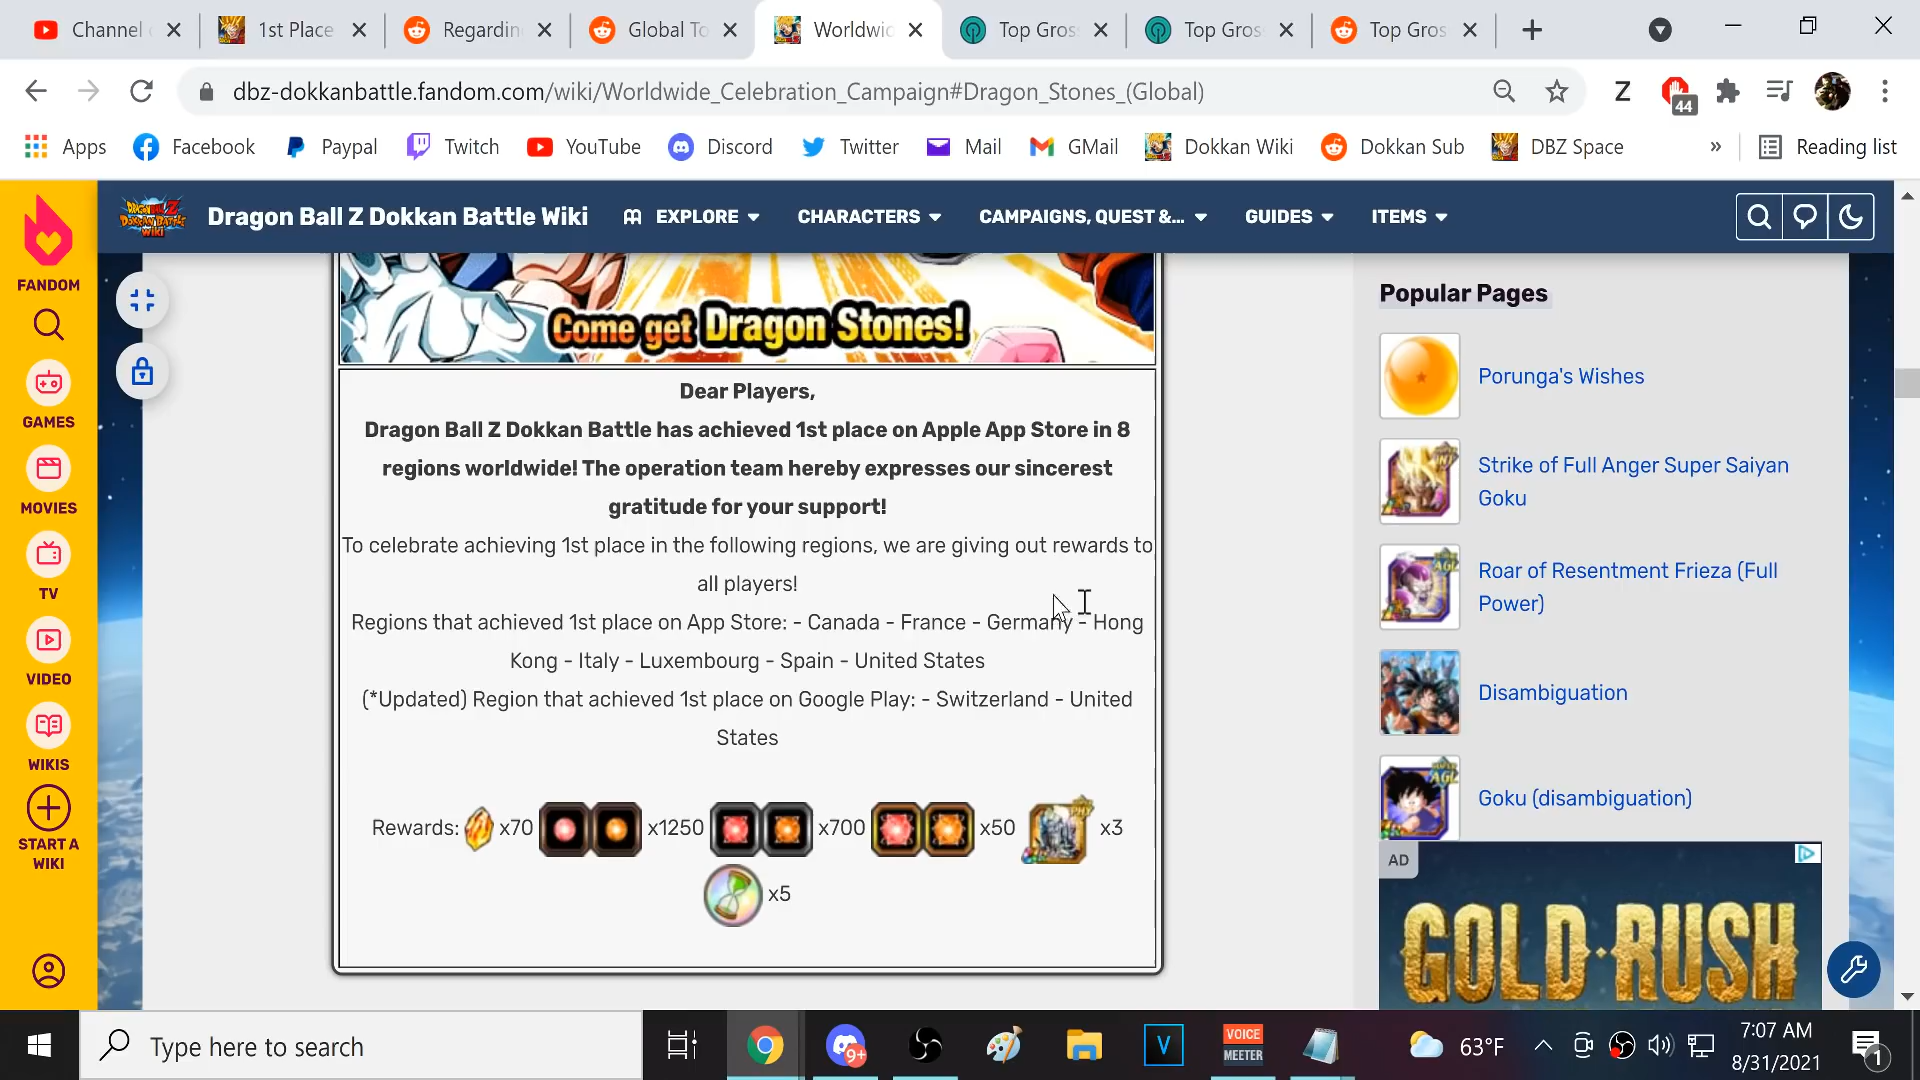 Channel
1st Place
Regardin
Global To
Worldwic
Top Gros
Top Gros
Top Gros
dbz-dokkanbattle.fandom.com/wiki/Worldwide_Celebration_Campaign#Dragon_Stones_(Global)
Z
44
Apps
Facebook
Paypal
Twitch
YouTube
Discord
Twitter
Mail
GMail
Dokkan Wiki
Dokkan Sub
DBZ Space
»
Reading list
Dragon Ball Z Dokkan Battle Wiki
EXPLORE
CHARACTERS
CAMPAIGNS, QUEST &...
GUIDES
ITEMS
FANDOM
GAMES
MOVIES
TV
VIDEO
WIKIS
START A
WIKI
Come get Dragon Stones!
Dear Players,
Dragon Ball Z Dokkan Battle has achieved 1st place on Apple App Store in 8
regions worldwide! The operation team hereby expresses our sincerest
gratitude for your support!
To celebrate achieving 1st place in the following regions, we are giving out rewards to
all players!
Regions that achieved 1st place on App Store: - Canada - France - Germany - Hong
Kong - Italy - Luxembourg - Spain - United States
(*Updated) Region that achieved 1st place on Google Play: - Switzerland - United
States
Rewards: x70 x1250 x700 x50 x3
x5
Popular Pages
Porunga's Wishes
Strike of Full Anger Super Saiyan
Goku
Roar of Resentment Frieza (Full
Power)
Disambiguation
Goku (disambiguation)
AD
GOLD·RUSH
Type here to search
9+
V
VOICE
MEETER
63°F
7:07 AM
8/31/2021
1